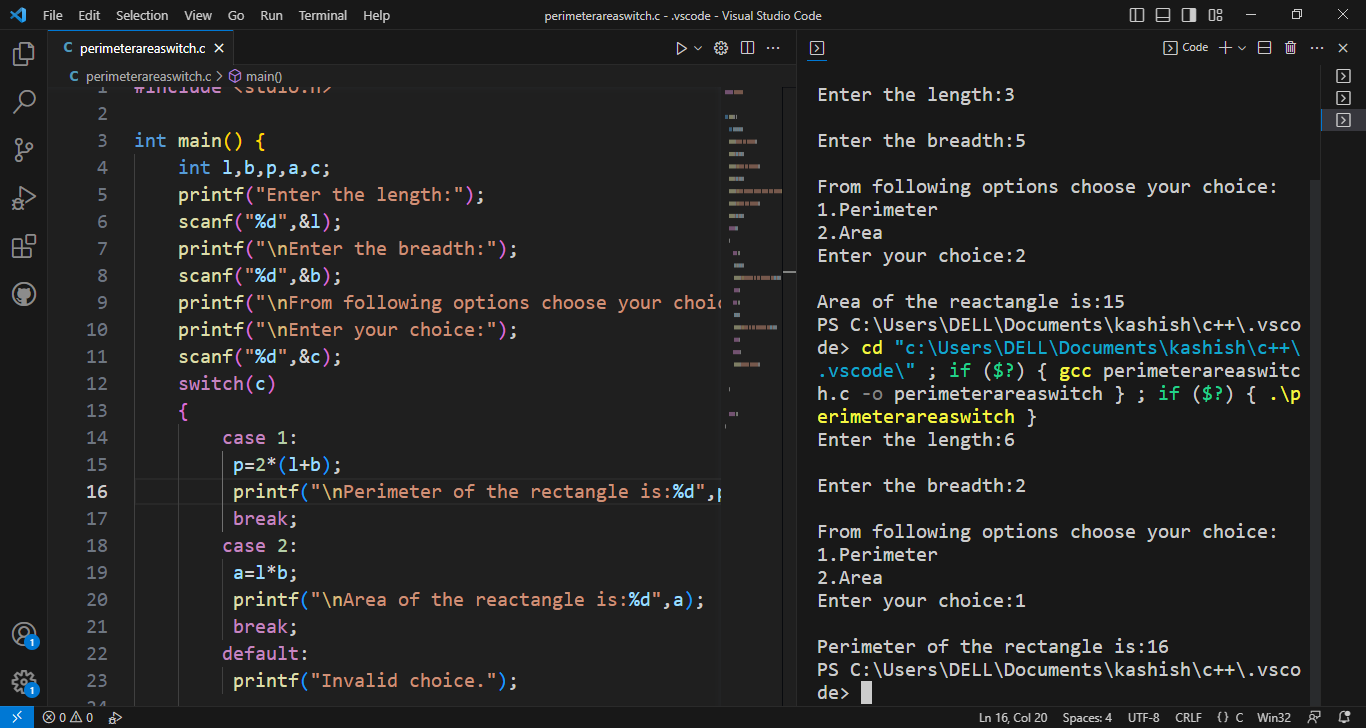 File Edit Selection View Go Run Terminal Help perimeterareaswitch.c - .vscode - Visual Studio Code
C perimeterareaswitch.c
C perimeterareaswitch.c > main()
1 #include <stdio.h>
2
3 int main() {
4 int l,b,p,a,c;
5 printf("Enter the length:");
6 scanf("%d",&l);
7 printf("\nEnter the breadth:");
8 scanf("%d",&b);
9 printf("\nFrom following options choose your choic
10 printf("\nEnter your choice:");
11 scanf("%d",&c);
12 switch(c)
13 {
14 case 1:
15 p=2*(l+b);
16 printf("\nPerimeter of the rectangle is:%d",p
17 break;
18 case 2:
19 a=l*b;
20 printf("\nArea of the reactangle is:%d",a);
21 break;
22 default:
23 printf("Invalid choice.");
Code
Enter the length:3
Enter the breadth:5
From following options choose your choice:
1.Perimeter
2.Area
Enter your choice:2
Area of the reactangle is:15
PS C:\Users\DELL\Documents\kashish\c++\.vsco
de> cd "c:\Users\DELL\Documents\kashish\c++\
.vscode\" ; if ($?) { gcc perimeterareaswitc
h.c -o perimeterareaswitch } ; if ($?) { .\p
erimeterareaswitch }
Enter the length:6
Enter the breadth:2
From following options choose your choice:
1.Perimeter
2.Area
Enter your choice:1
Perimeter of the rectangle is:16
PS C:\Users\DELL\Documents\kashish\c++\.vsco
de>
1
1
0 0 Ln 16, Col 20 Spaces: 4 UTF-8 CRLF {} C Win32